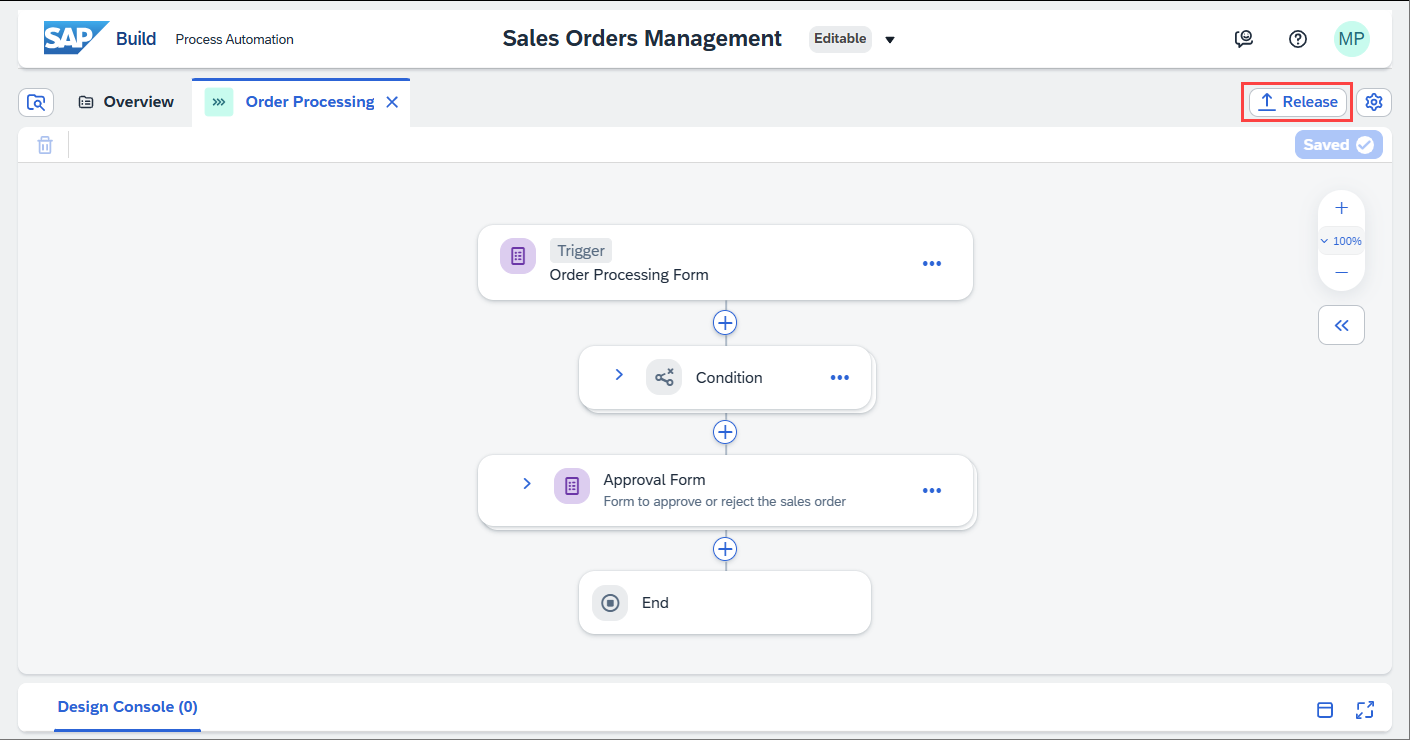 SAP Build Process Automation Sales Orders Management Editable MP
Overview Order Processing Release
Saved
100%
Trigger
Order Processing Form
Condition
Approval Form
Form to approve or reject the sales order
End
Design Console (0)